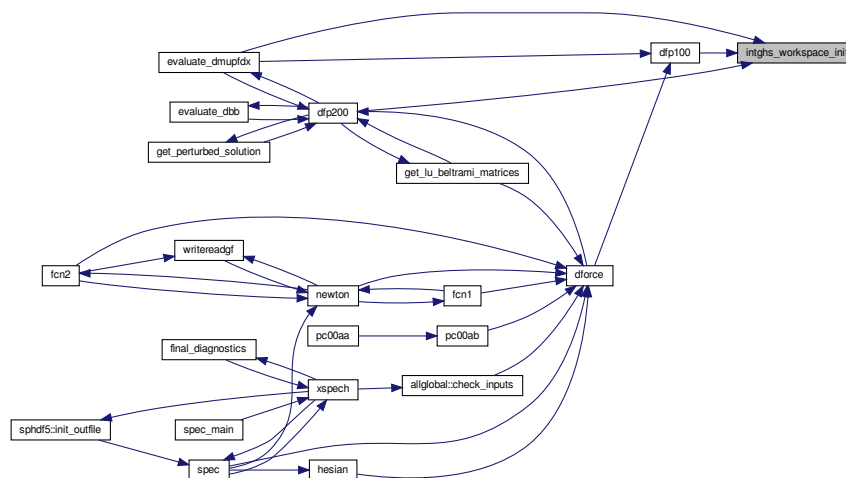 dfp100
intghs_workspace_init
evaluate_dmupfdx
evaluate_dbb
dfp200
get_perturbed_solution
get_lu_beltrami_matrices
writereadgf
fcn2
dforce
newton
fcn1
pc00aa
pc00ab
final_diagnostics
xspech
allglobal::check_inputs
sphdf5::init_outfile
spec_main
spec
hesian